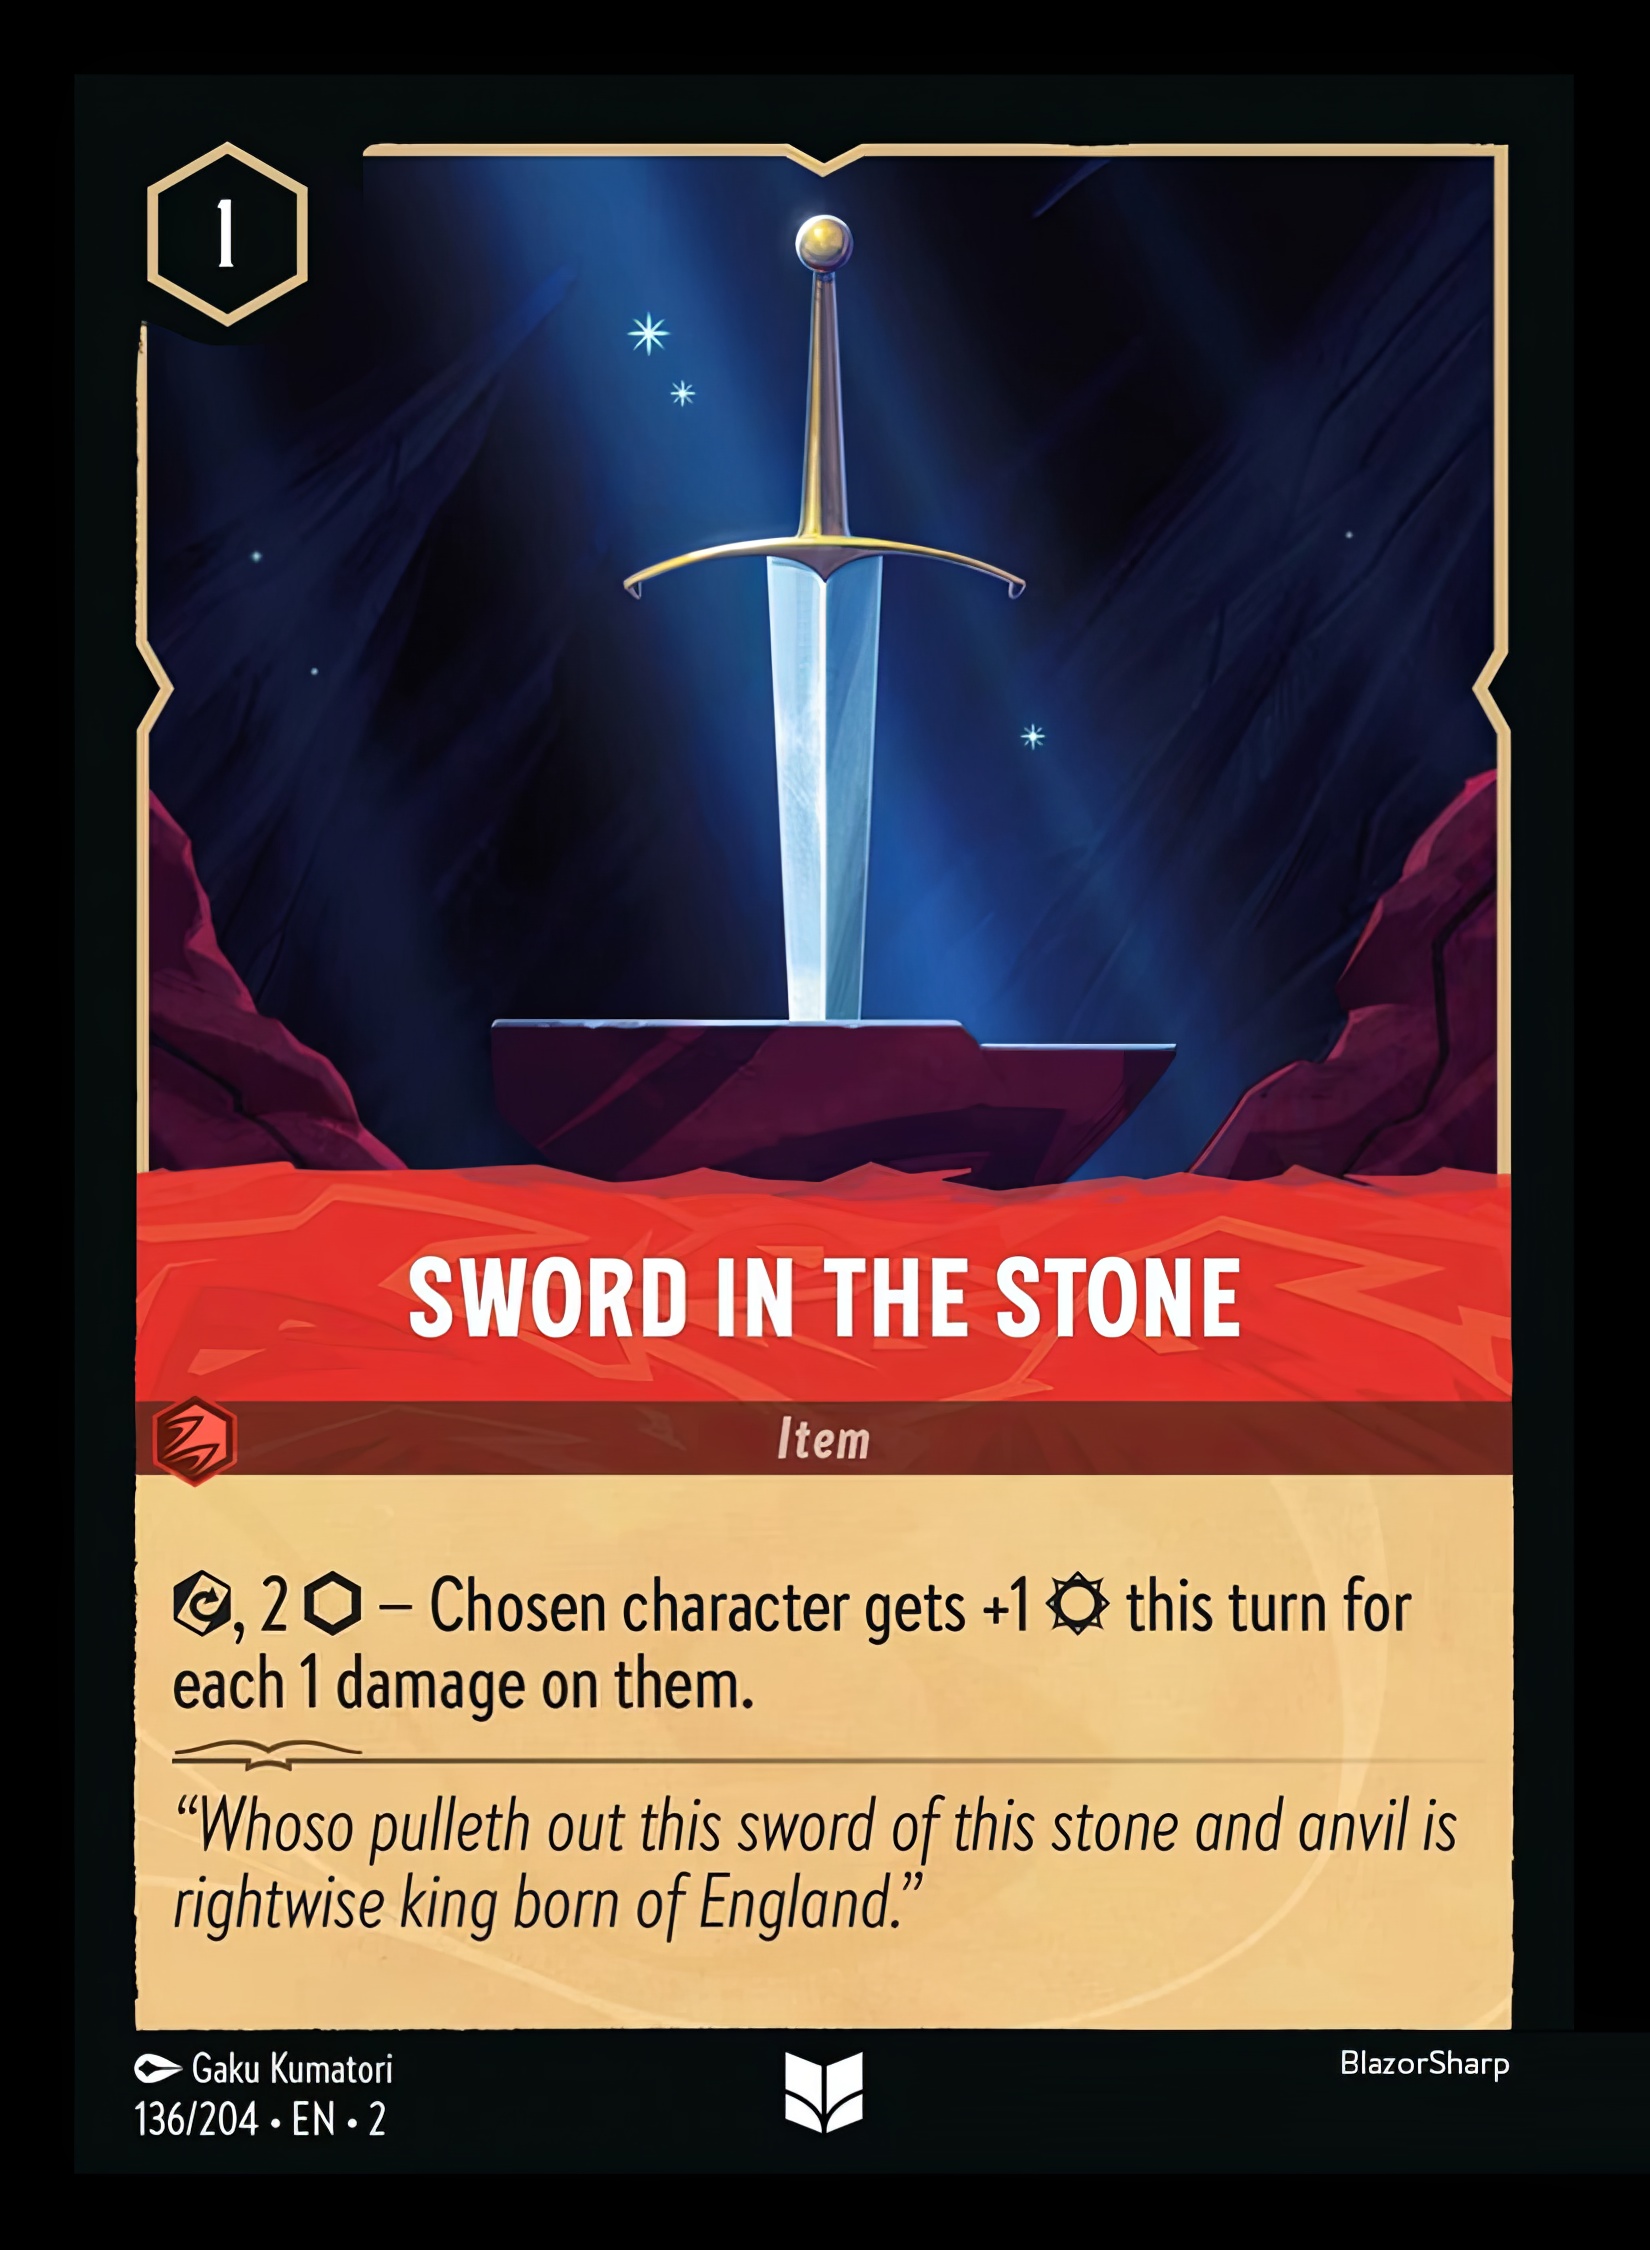 1
SWORD IN THE STONE
Item
, 2 – Chosen character gets +1 this turn for
each 1 damage on them.
“Whoso pulleth out this sword of this stone and anvil is
rightwise king born of England.”
Gaku Kumatori
BlazorSharp
136/204 • EN • 2